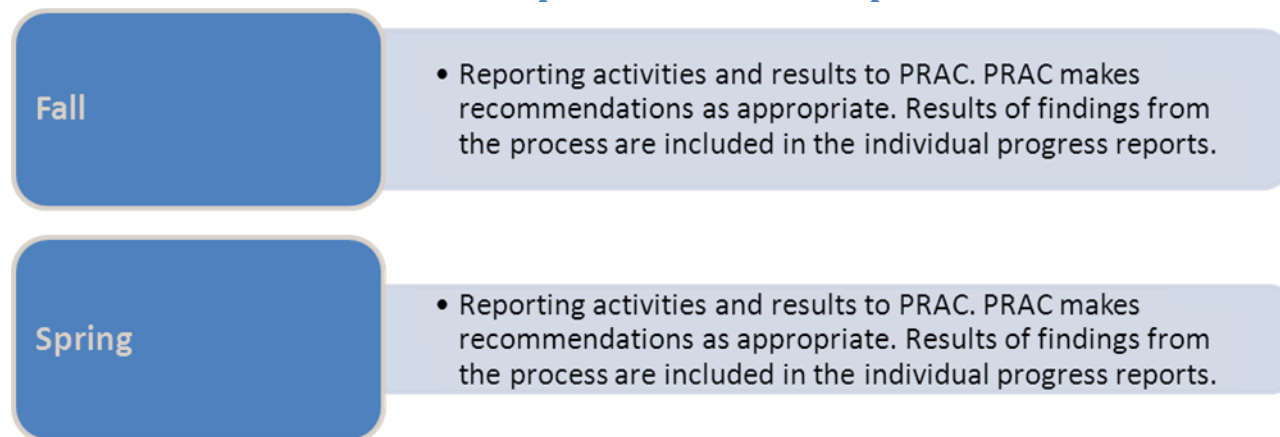 Fall
• Reporting activities and results to PRAC. PRAC makes
recommendations as appropriate. Results of findings from
the process are included in the individual progress reports.
Spring
• Reporting activities and results to PRAC. PRAC makes
recommendations as appropriate. Results of findings from
the process are included in the individual progress reports.